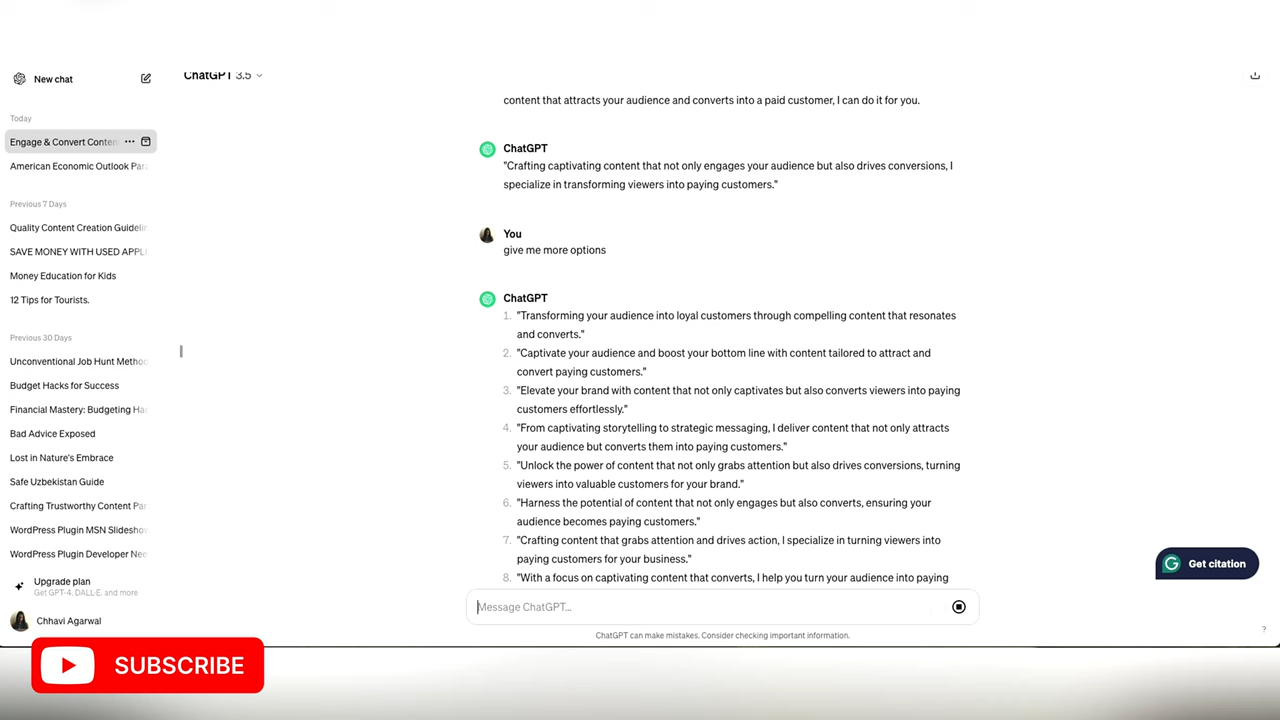 New chat
ChatGPT 3.5
Today
Engage & Convert Conten
American Economic Outlook Para
Previous 7 Days
Quality Content Creation Guidelin
SAVE MONEY WITH USED APPL
Money Education for Kids
12 Tips for Tourists.
Previous 30 Days
Unconventional Job Hunt Metho
Budget Hacks for Success
Financial Mastery: Budgeting Hac
Bad Advice Exposed
Lost in Nature's Embrace
Safe Uzbekistan Guide
Crafting Trustworthy Content Par
WordPress Plugin MSN Slidesho
WordPress Plugin Developer Nee
Upgrade plan
Get GPT-4, DALL·E, and more
Chhavi Agarwal
SUBSCRIBE
content that attracts your audience and converts into a paid customer, I can do it for you.
ChatGPT
"Crafting captivating content that not only engages your audience but also drives conversions, I
specialize in transforming viewers into paying customers."
You
give me more options
ChatGPT
1. "Transforming your audience into loyal customers through compelling content that resonates
and converts."
2. "Captivate your audience and boost your bottom line with content tailored to attract and
convert paying customers."
3. "Elevate your brand with content that not only captivates but also converts viewers into paying
customers effortlessly."
4. "From captivating storytelling to strategic messaging, I deliver content that not only attracts
your audience but converts them into paying customers."
5. "Unlock the power of content that not only grabs attention but also drives conversions, turning
viewers into valuable customers for your brand."
6. "Harness the potential of content that not only engages but also converts, ensuring your
audience becomes paying customers."
7. "Crafting content that grabs attention and drives action, I specialize in turning viewers into
paying customers for your business."
8. "With a focus on captivating content that converts, I help you turn your audience into paying
Message ChatGPT...
ChatGPT can make mistakes. Consider checking important information.
Get citation
?